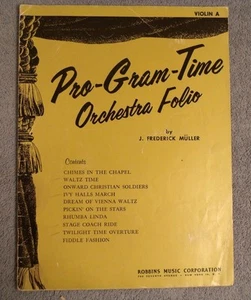 VIOLIN A
Pro-Gram-Time
Orchestra Folio
by
J. FREDERICK MÜLLER
Contents
CHIMES IN THE CHAPEL
WALTZ TIME
ONWARD CHRISTIAN SOLDIERS
IVY HALLS MARCH
DREAM OF VIENNA WALTZ
PICKIN' ON THE STARS
RHUMBA LINDA
STAGE COACH RIDE
TWILIGHT TIME OVERTURE
FIDDLE FASHION
ROBBINS MUSIC CORPORATION